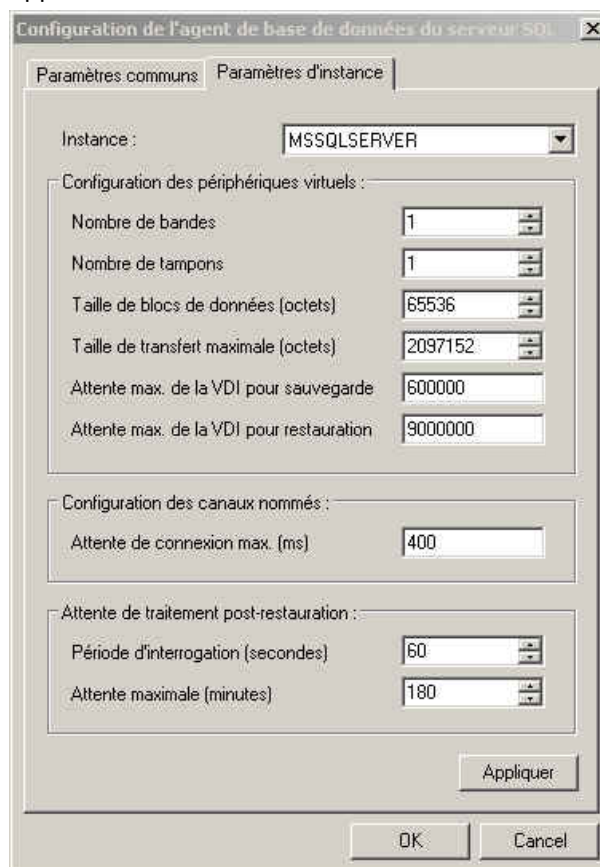 Configuration de l'agent de base de données du serveur SQL
Paramètres communs
Paramètres d'instance
Instance :
MSSQLSERVER
Configuration des périphériques virtuels :
Nombre de bandes
1
Nombre de tampons
1
Taille de blocs de données (octets)
65536
Taille de transfert maximale (octets)
2097152
Attente max. de la VDI pour sauvegarde
600000
Attente max. de la VDI pour restauration
9000000
Configuration des canaux nommés :
Attente de connexion max. (ms)
400
Attente de traitement post-restauration :
Période d'interrogation (secondes)
60
Attente maximale (minutes)
180
Appliquer
OK
Cancel